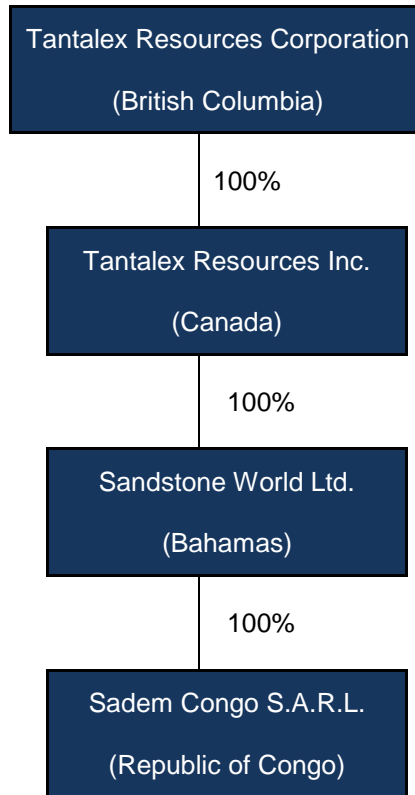 Tantalex Resources Corporation
(British Columbia)
100%
Tantalex Resources Inc.
(Canada)
100%
Sandstone World Ltd.
(Bahamas)
100%
Sadem Congo S.A.R.L.
(Republic of Congo)